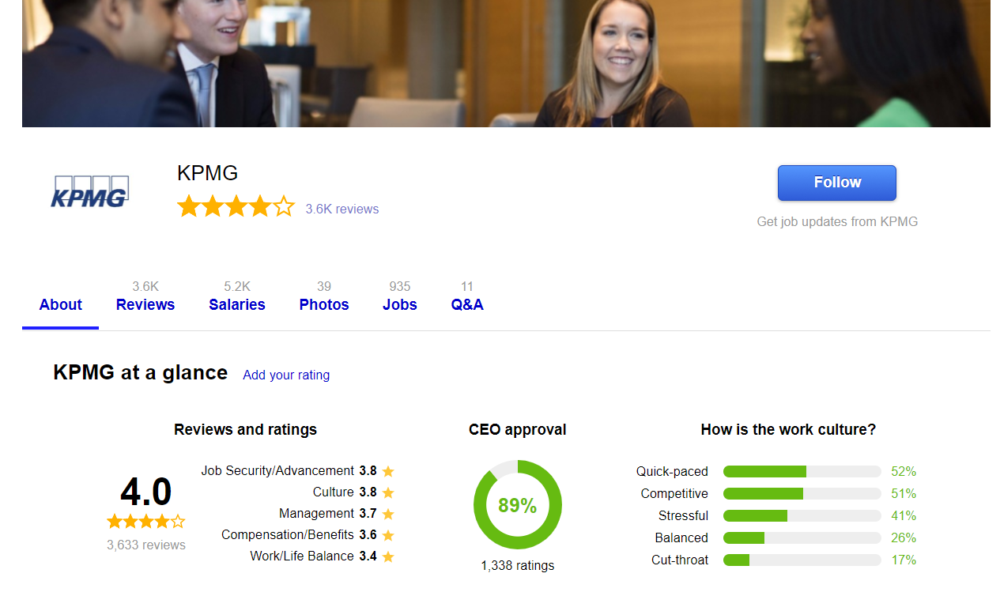 KPMG
KPMG
3.6K reviews
Follow
Get job updates from KPMG
About
3.6K
Reviews
5.2K
Salaries
39
Photos
935
Jobs
11
Q&A
KPMG at a glance Add your rating
Reviews and ratings
4.0
3,633 reviews
Job Security/Advancement 3.8
Culture 3.8
Management 3.7
Compensation/Benefits 3.6
Work/Life Balance 3.4
CEO approval
89%
1,338 ratings
How is the work culture?
Quick-paced 52%
Competitive 51%
Stressful 41%
Balanced 26%
Cut-throat 17%